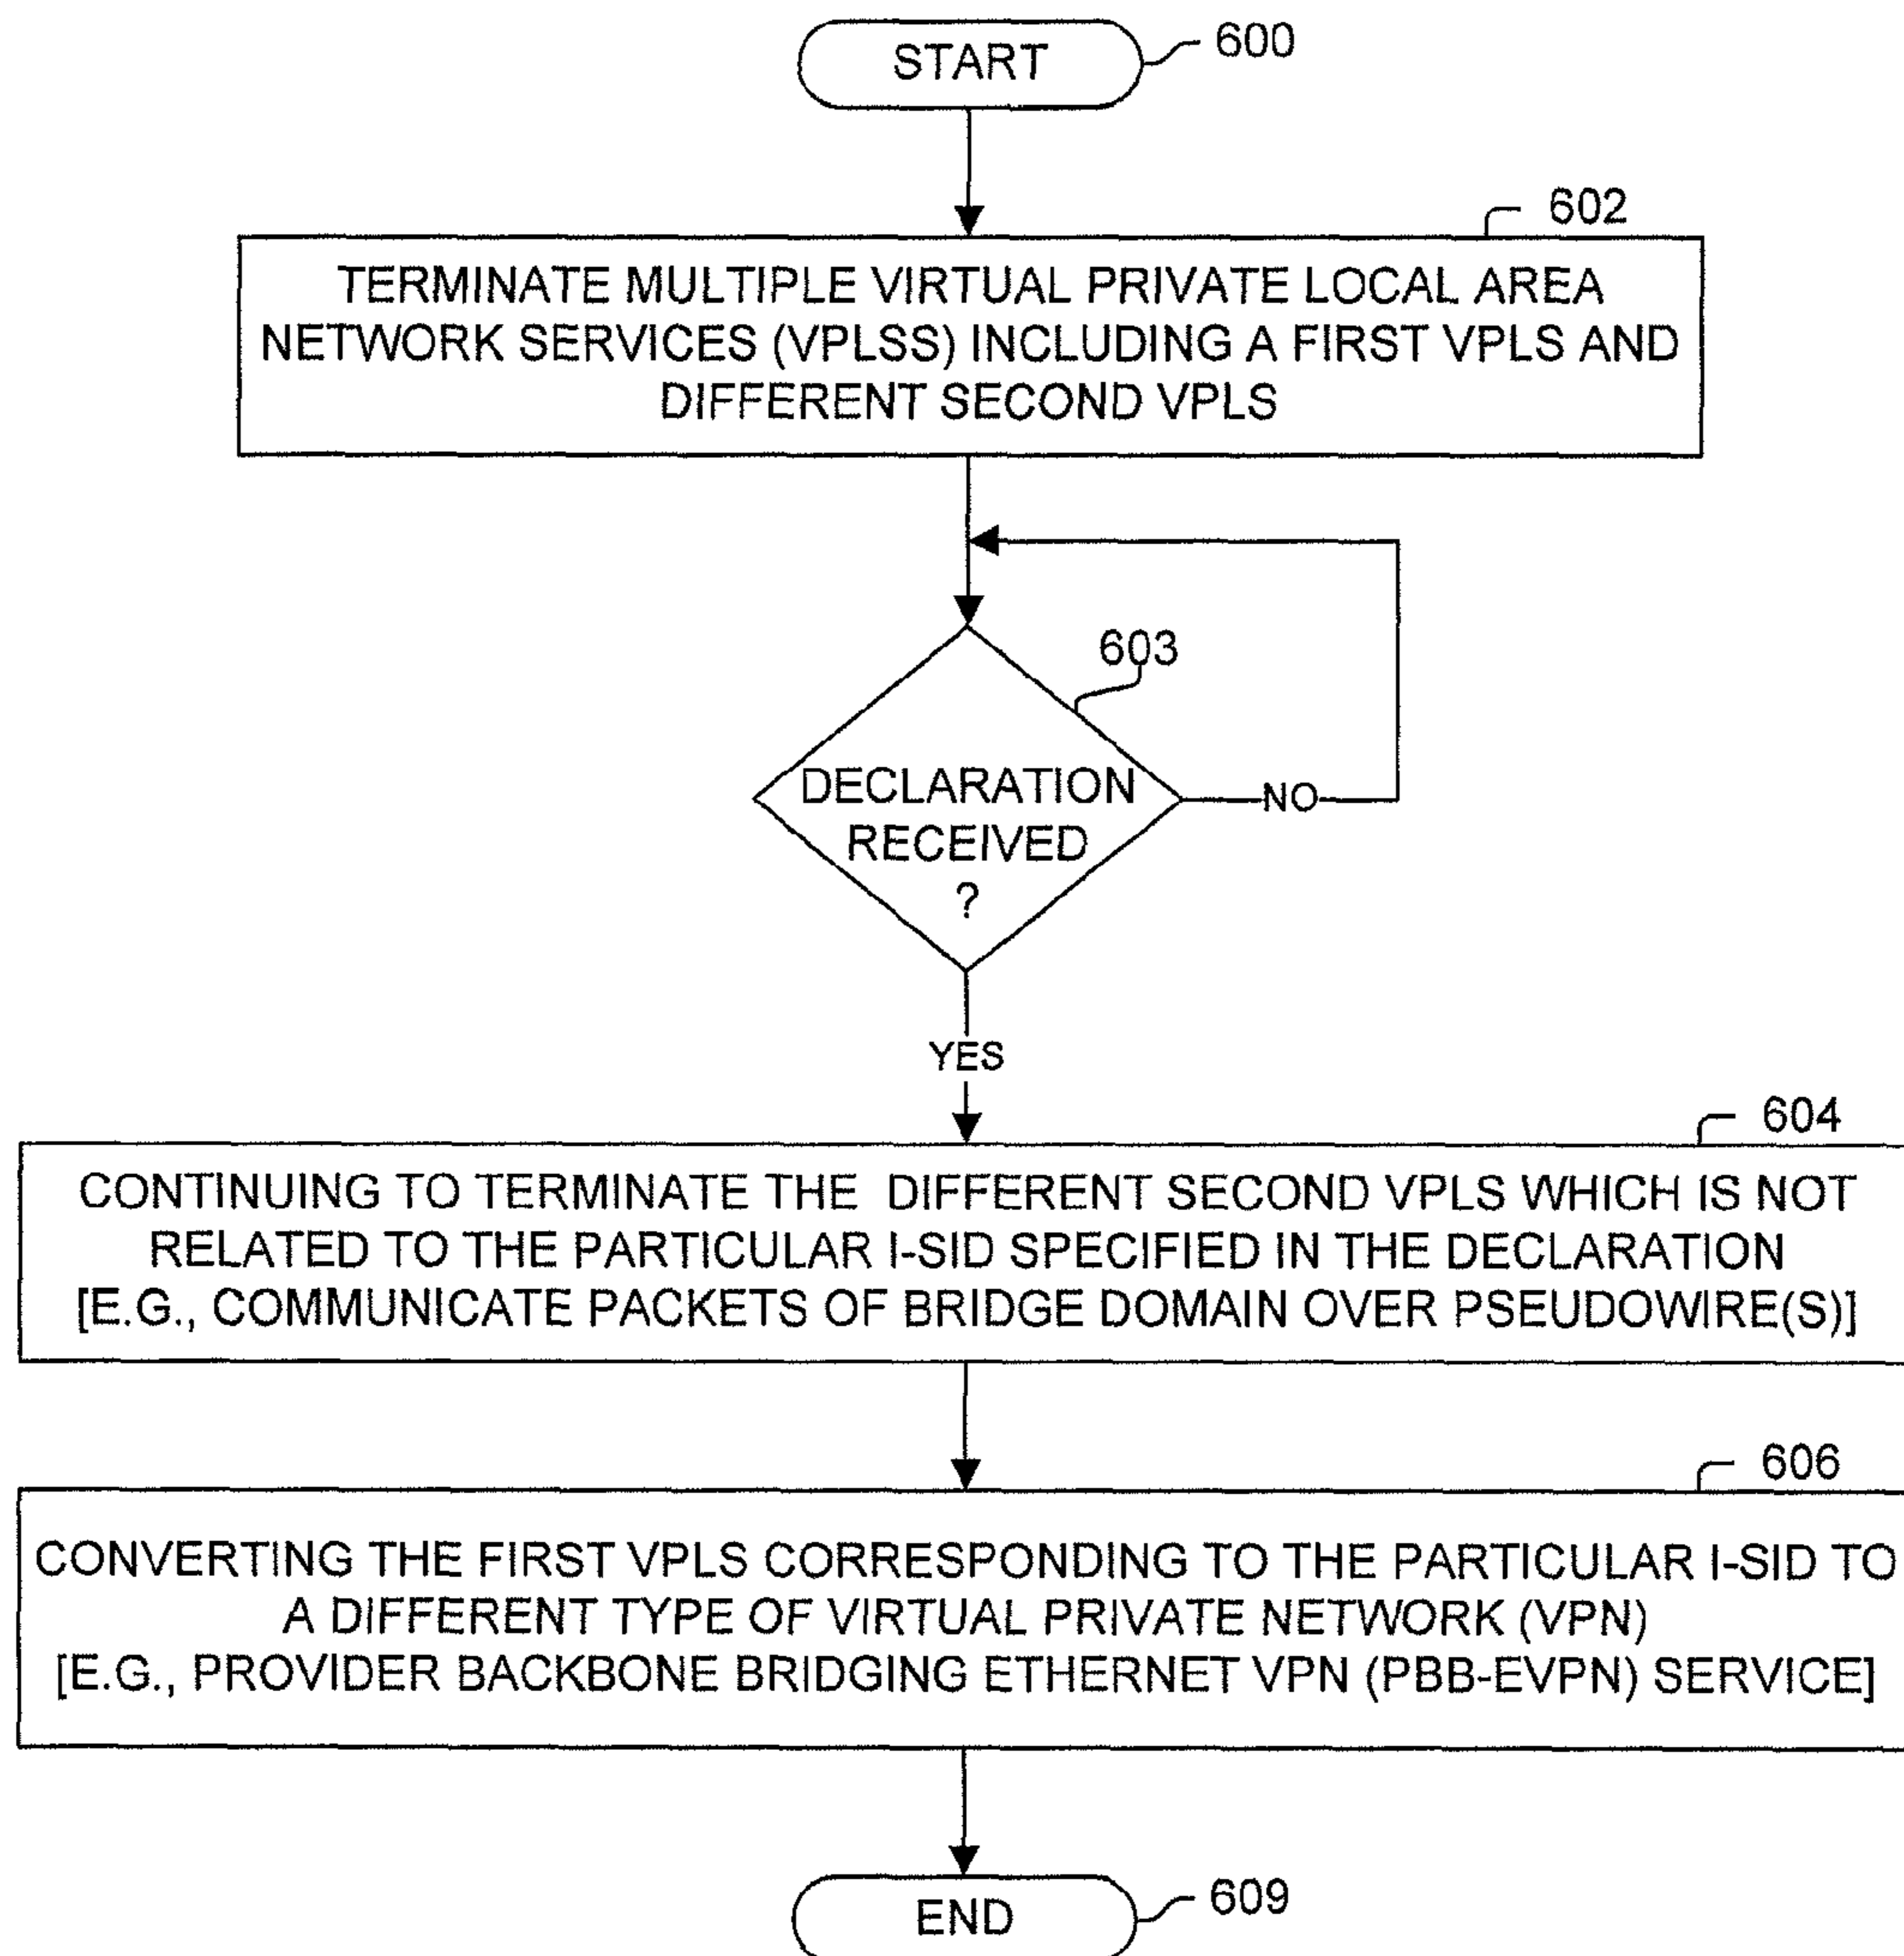 START
600
602
TERMINATE MULTIPLE VIRTUAL PRIVATE LOCAL AREA
NETWORK SERVICES (VPLSS) INCLUDING A FIRST VPLS AND
DIFFERENT SECOND VPLS
603
DECLARATION
RECEIVED
?
NO
YES
604
CONTINUING TO TERMINATE THE DIFFERENT SECOND VPLS WHICH IS NOT
RELATED TO THE PARTICULAR I-SID SPECIFIED IN THE DECLARATION
[E.G., COMMUNICATE PACKETS OF BRIDGE DOMAIN OVER PSEUDOWIRE(S)]
606
CONVERTING THE FIRST VPLS CORRESPONDING TO THE PARTICULAR I-SID TO
A DIFFERENT TYPE OF VIRTUAL PRIVATE NETWORK (VPN)
[E.G., PROVIDER BACKBONE BRIDGING ETHERNET VPN (PBB-EVPN) SERVICE]
END
609